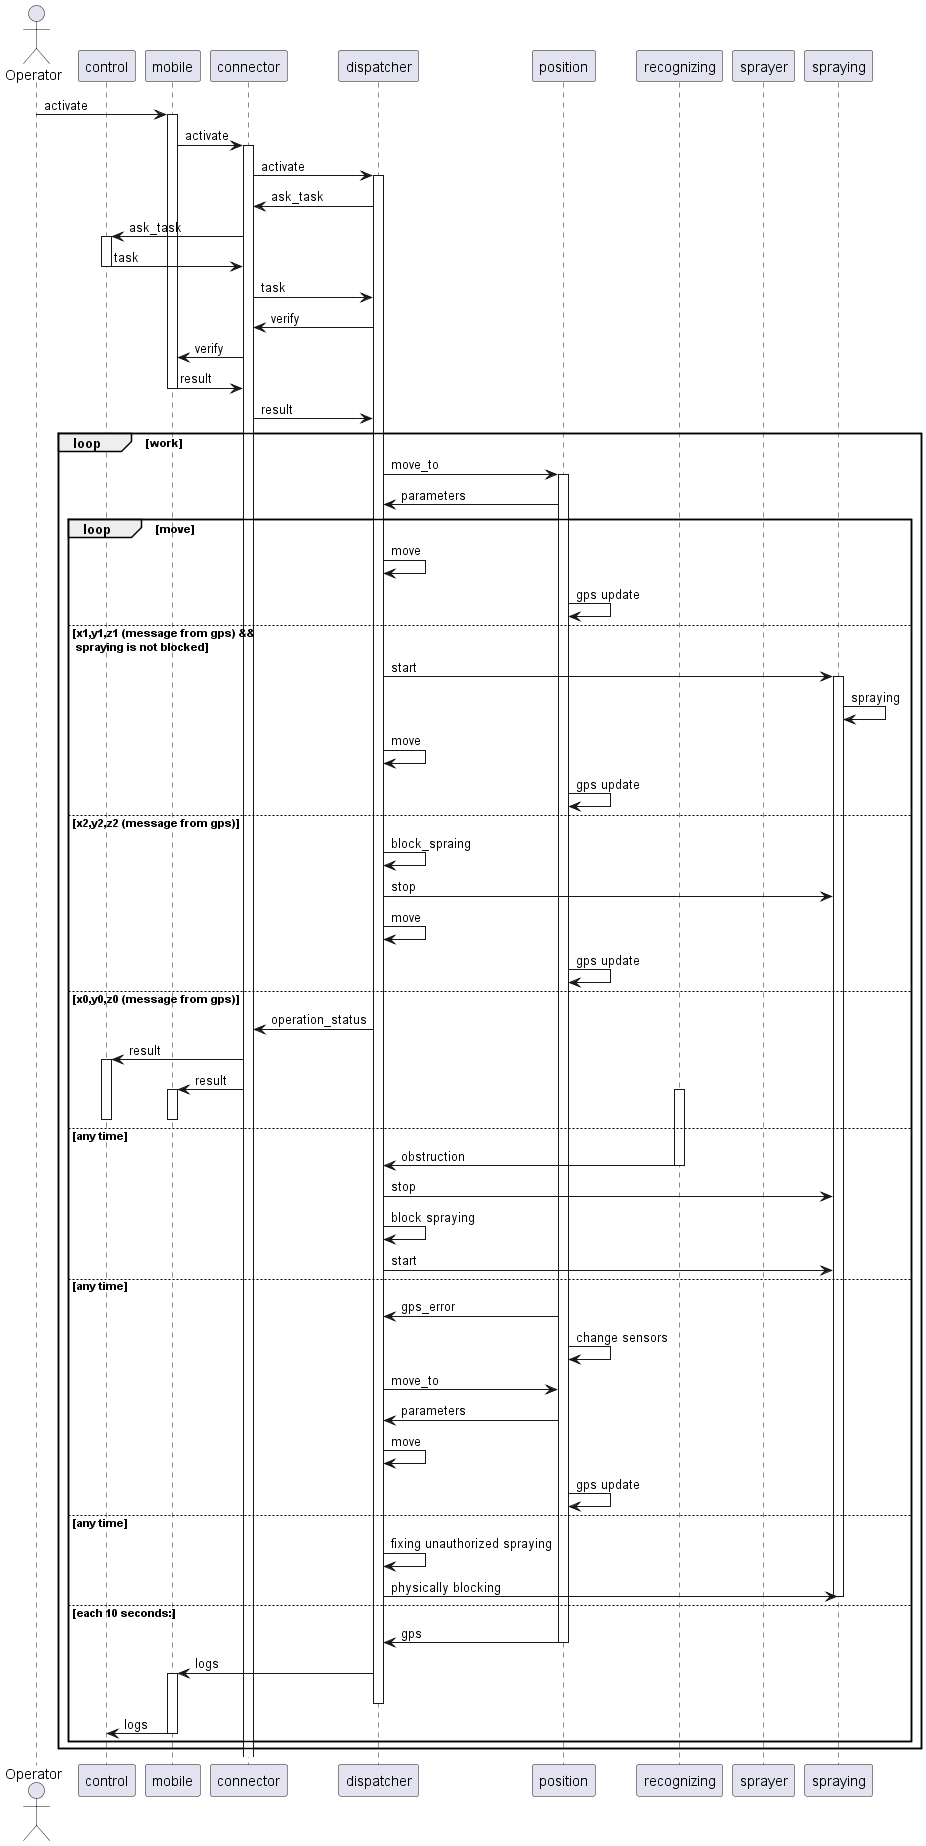 Operator
control
mobile
connector
dispatcher
position
recognizing
sprayer
spraying
activate
activate
activate
ask_task
ask_task
task
task
verify
verify
result
result
loop [work]
move_to
parameters
loop [move]
move
gps update
[x1,y1,z1 (message from gps) &&
spraying is not blocked]
start
spraying
move
gps update
[x2,y2,z2 (message from gps)]
block_spraing
stop
move
gps update
[x0,y0,z0 (message from gps)]
operation_status
result
result
[any time]
obstruction
stop
block spraying
start
[any time]
gps_error
change sensors
move_to
parameters
move
gps update
[any time]
fixing unauthorized spraying
physically blocking
[each 10 seconds:]
gps
logs
logs
Operator
control
mobile
connector
dispatcher
position
recognizing
sprayer
spraying